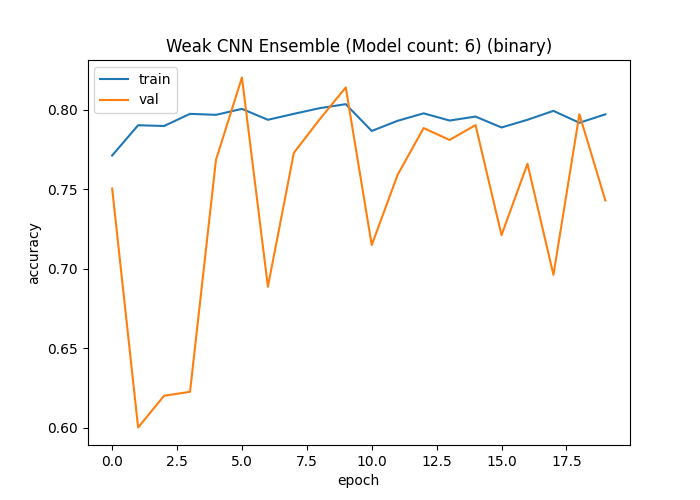 Weak CNN Ensemble (Model count: 6) (binary)
train
val
0.80
0.75
0.70
0.65
0.60
accuracy
0.0 2.5 5.0 7.5 10.0 12.5 15.0 17.5
epoch